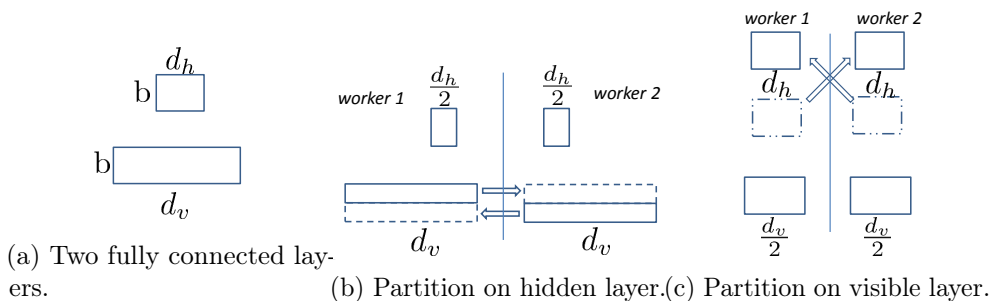 d_h
b
b
d_v
(a) Two fully connected lay-
ers.
worker 1
d_h/2
d_h/2
worker 2
d_v
d_v
(b) Partition on hidden layer.
worker 1
worker 2
d_h
d_h
d_v/2
d_v/2
(c) Partition on visible layer.